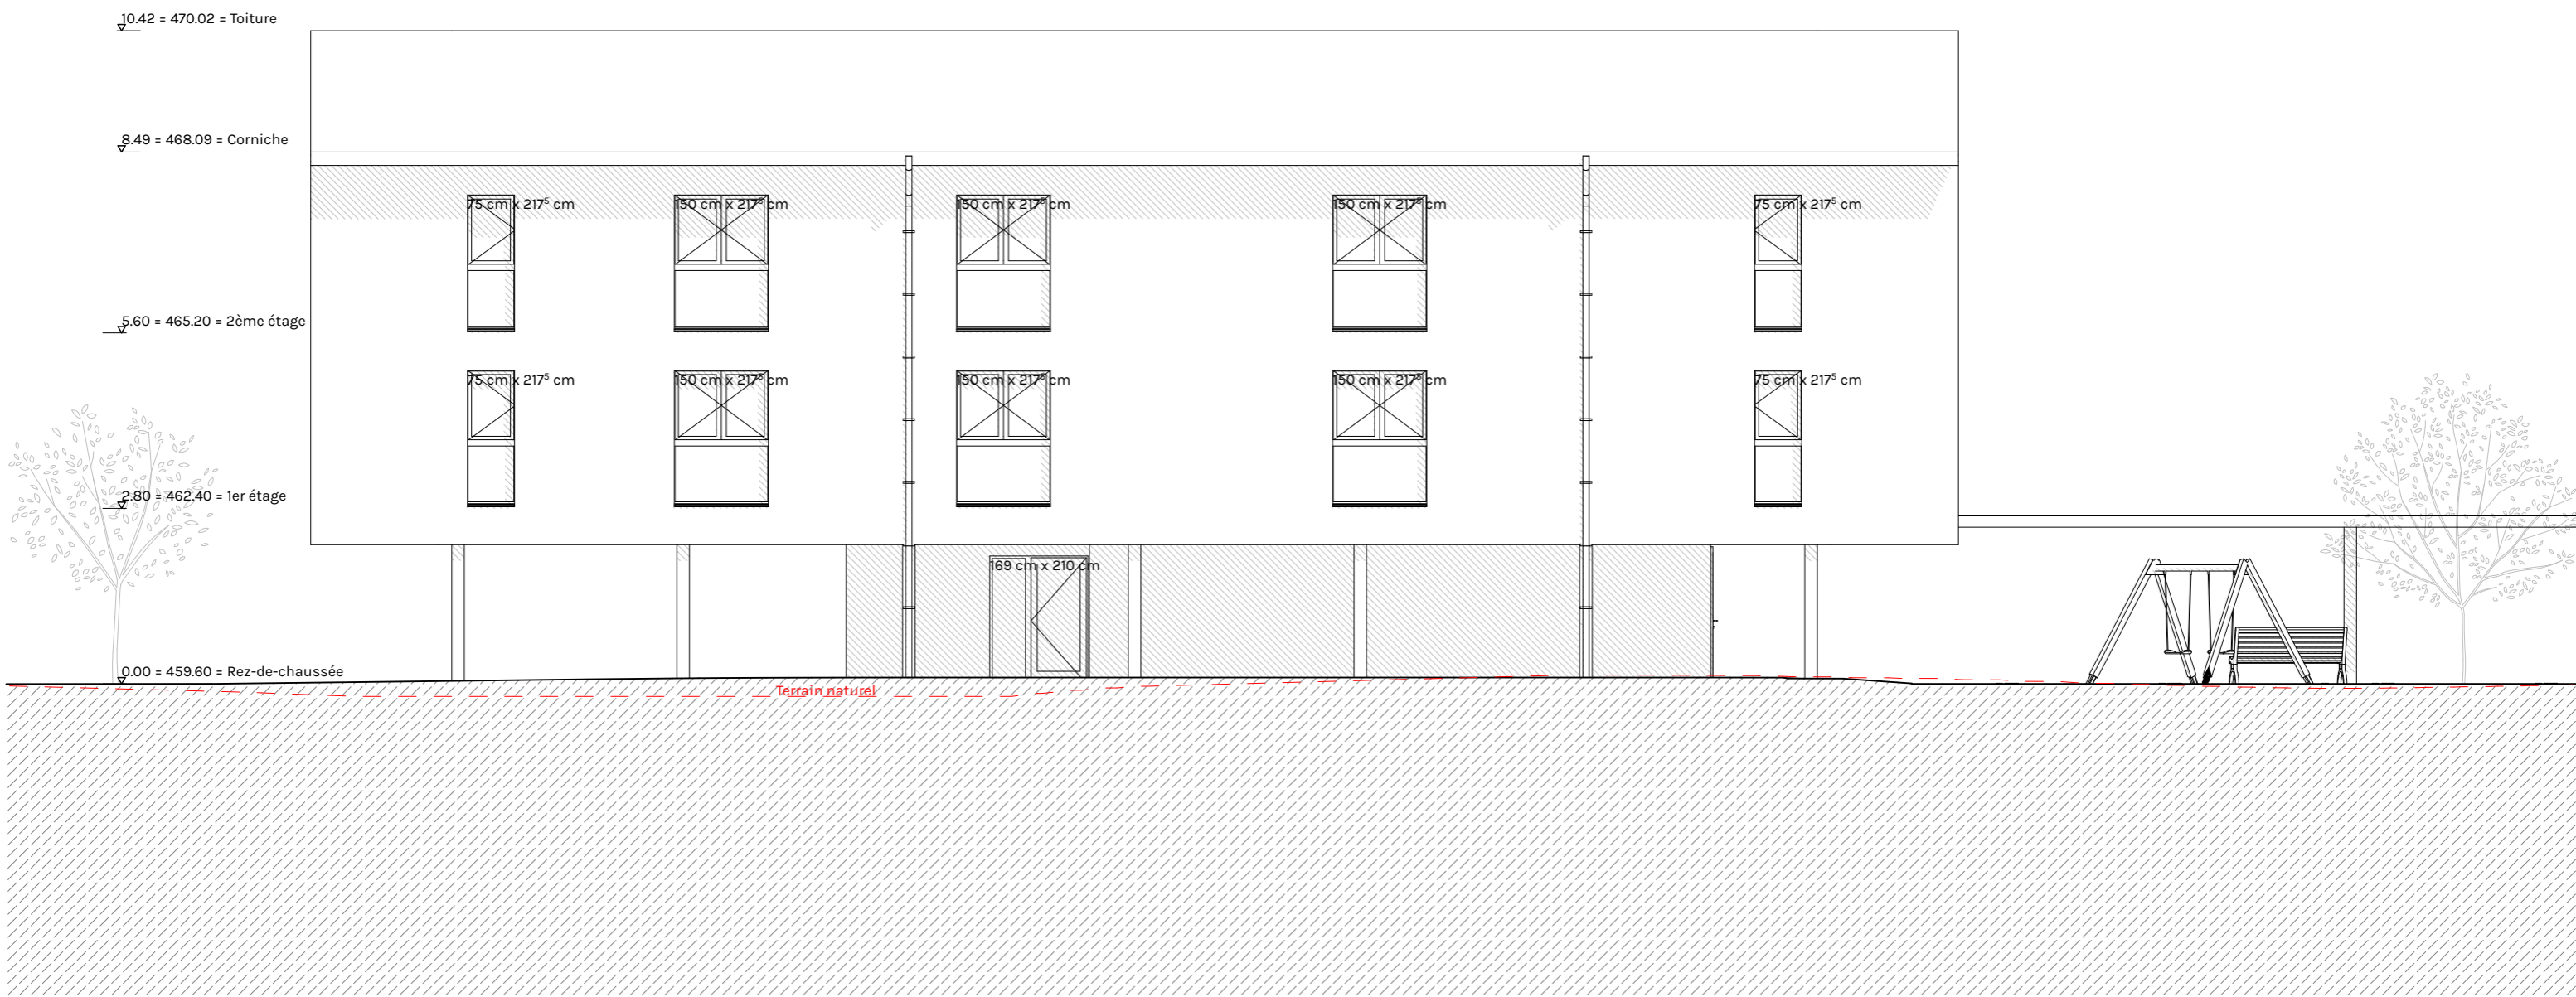 10.42 = 470.02 = Toiture
8.49 = 468.09 = Corniche
75 cm x 217⁵ cm
150 cm x 217⁵ cm
150 cm x 217⁵ cm
150 cm x 217⁵ cm
75 cm x 217⁵ cm
5.60 = 465.20 = 2ème étage
75 cm x 217⁵ cm
150 cm x 217⁵ cm
150 cm x 217⁵ cm
150 cm x 217⁵ cm
75 cm x 217⁵ cm
2.80 = 462.40 = 1er étage
169 cm x 210 cm
0.00 = 459.60 = Rez-de-chaussée
Terrain naturel